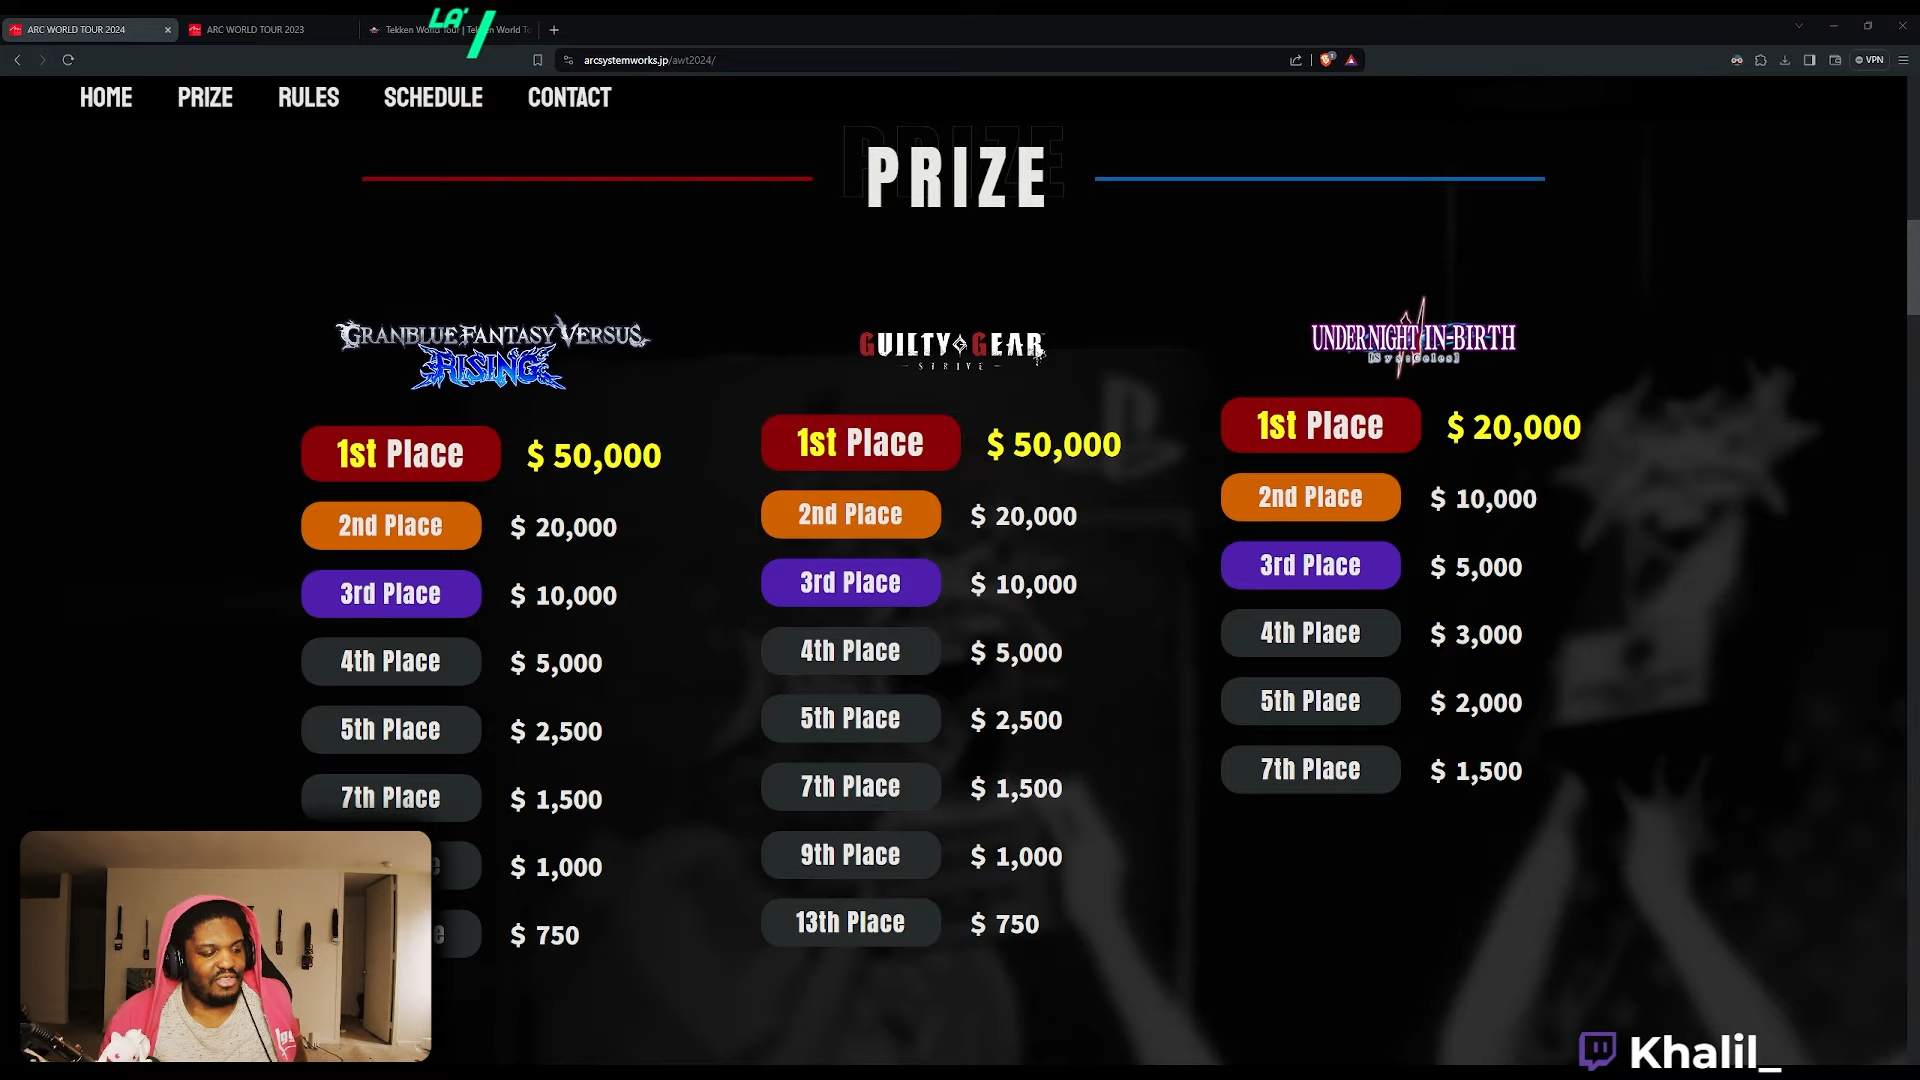 LA'
ARC WORLD TOUR 2024
ARC WORLD TOUR 2023
arcsystemworks.jp/awt2024/
VPN
HOME PRIZE RULES SCHEDULE CONTACT
PRIZE
GRANBLUE FANTASY VERSUS
RISING
1st Place $ 50,000
2nd Place $ 20,000
3rd Place $ 10,000
4th Place $ 5,000
5th Place $ 2,500
7th Place $ 1,500
$ 1,000
$ 750
GUILTY GEAR
STRIVE
1st Place $ 50,000
2nd Place $ 20,000
3rd Place $ 10,000
4th Place $ 5,000
5th Place $ 2,500
7th Place $ 1,500
9th Place $ 1,000
13th Place $ 750
UNDER NIGHT IN-BIRTH
[Sys:Celes]
1st Place $ 20,000
2nd Place $ 10,000
3rd Place $ 5,000
4th Place $ 3,000
5th Place $ 2,000
7th Place $ 1,500
Khalil_